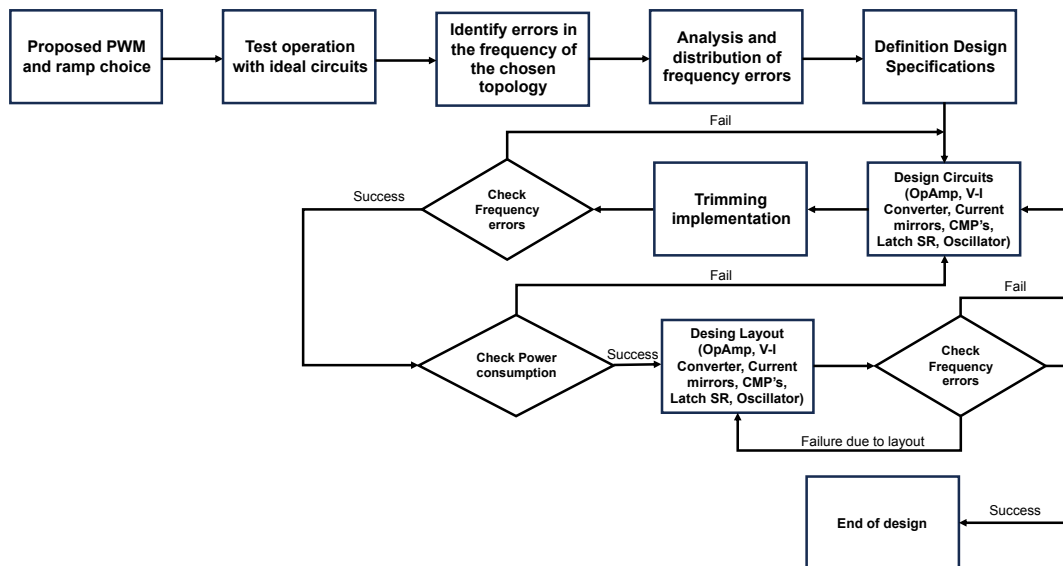 Proposed PWM
and ramp choice
Test operation
with ideal circuits
Identify errors in
the frequency of
the chosen
topology
Analysis and
distribution of
frequency errors
Definition Design
Specifications
Fail
Success
Check
Frequency
errors
Trimming
implementation
Design Circuits
(OpAmp, V-I
Converter, Current
mirrors, CMP's,
Latch SR, Oscillator)
Fail
Fail
Check Power
consumption
Success
Desing Layout
(OpAmp, V-I
Converter, Current
mirrors, CMP's,
Latch SR, Oscillator)
Check
Frequency
errors
Failure due to layout
End of design
Success